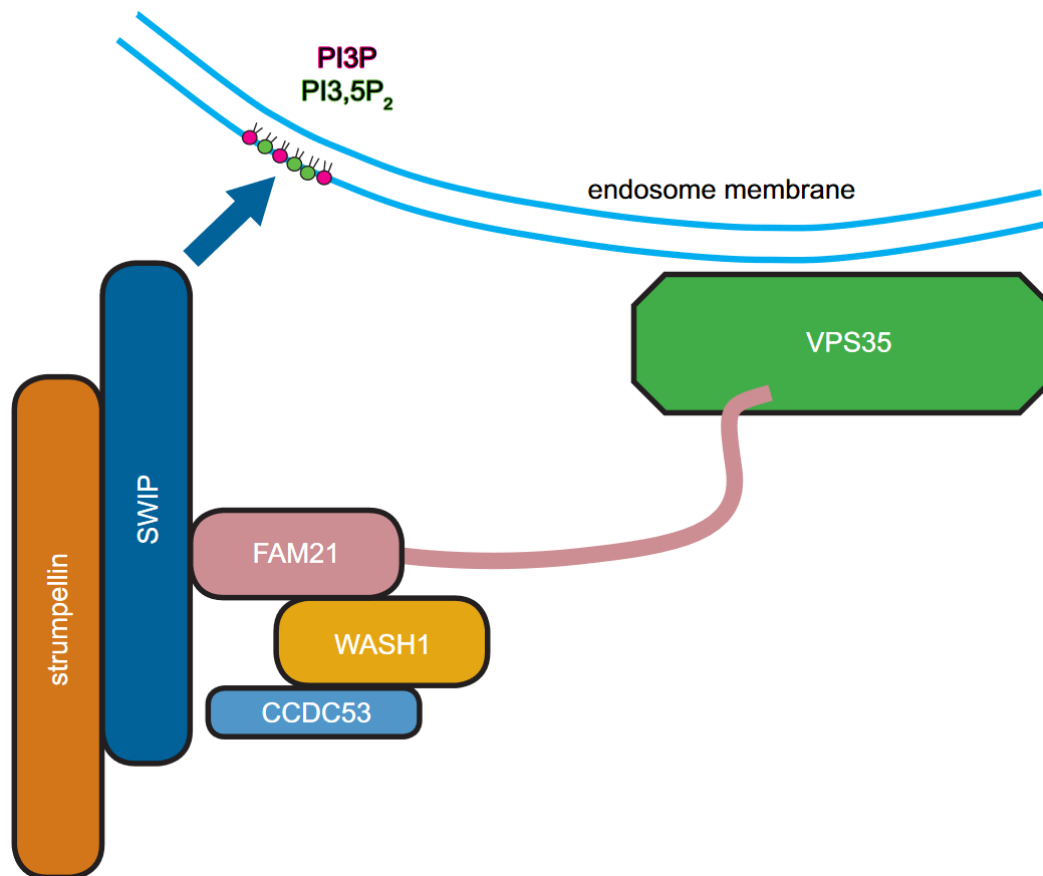 PI3P
PI3,5P₂
endosome membrane
VPS35
SWIP
strumpellin
FAM21
WASH1
CCDC53